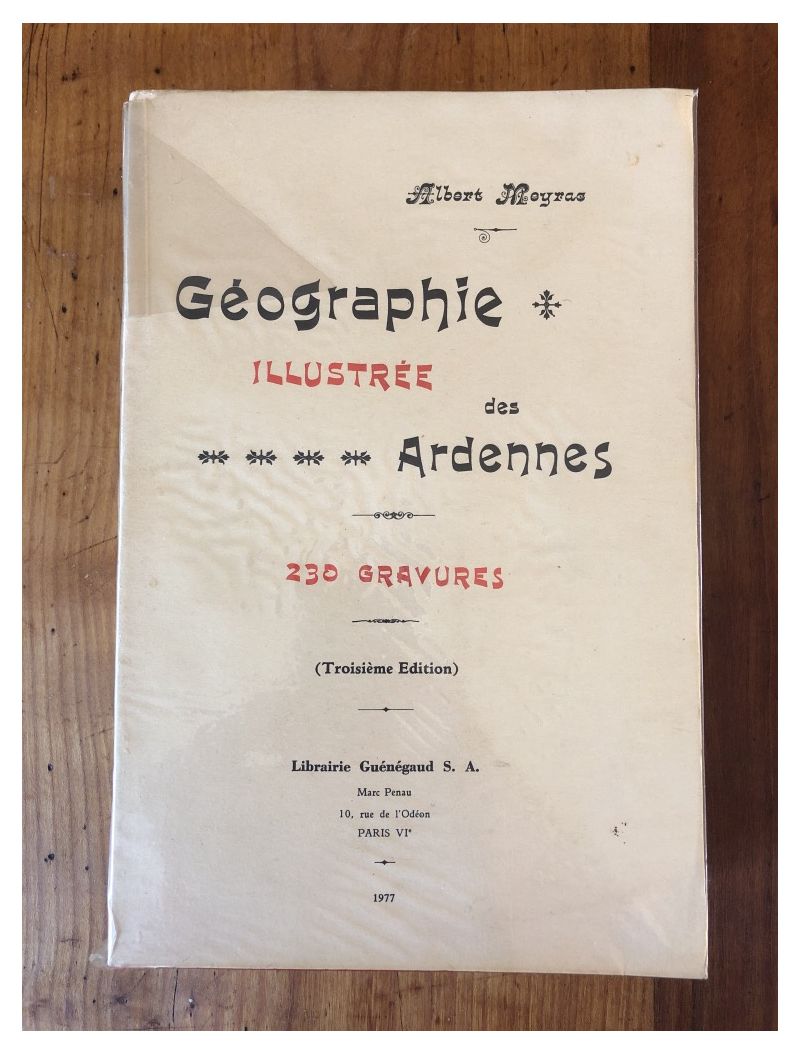 Albert Meyrac
Géographie
ILLUSTRÉE
des
Ardennes
230 GRAVURES
(Troisième Edition)
Librairie Guénégaud S. A.
Marc Penau
10, rue de l'Odéon
PARIS VIᵉ
1977